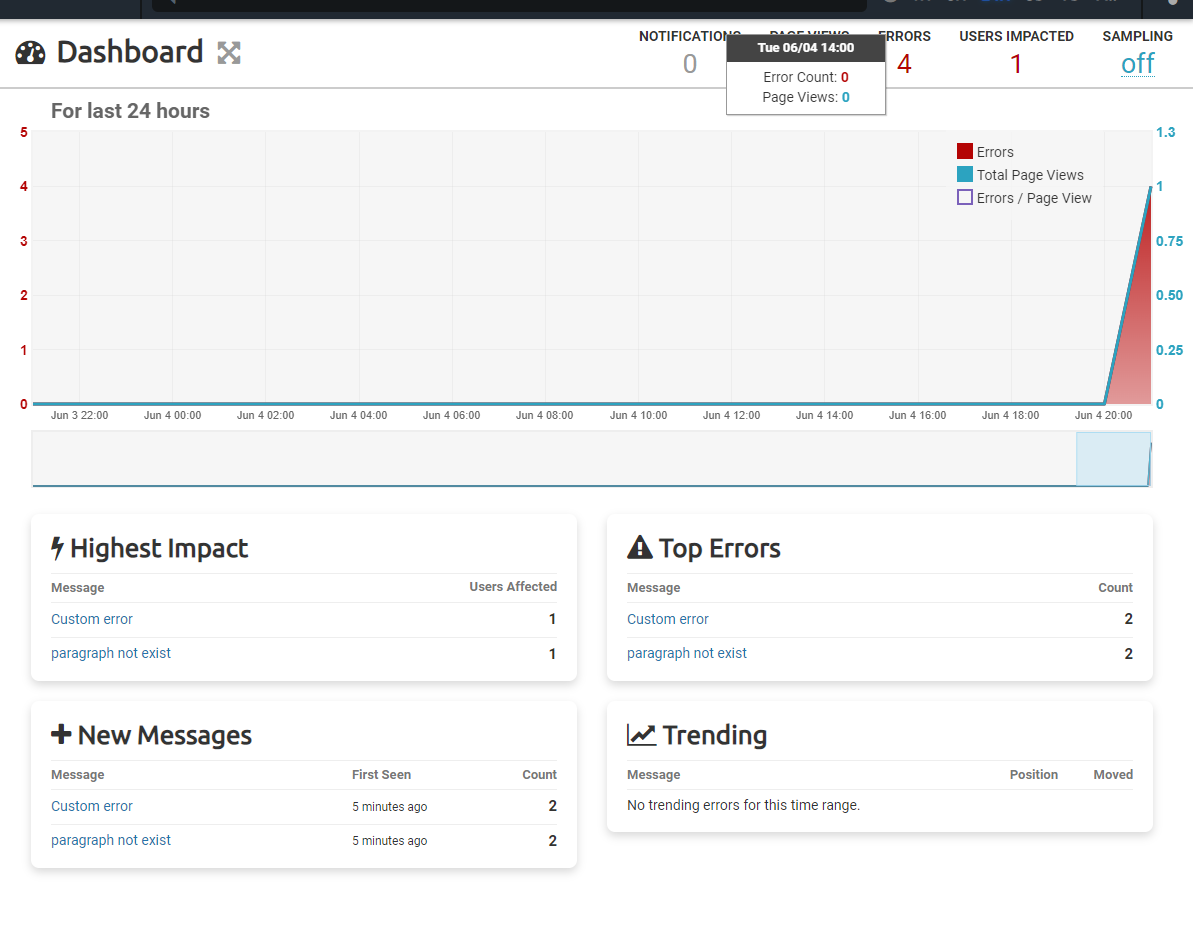 Dashboard
NOTIFICATIONS PAGE VIEWS ERRORS USERS IMPACTED SAMPLING
0 4 1 off
Tue 06/04 14:00
Error Count: 0
Page Views: 0
For last 24 hours
5 1.3
Errors
Total Page Views
4 1
Errors / Page View
3 0.75
2 0.50
1 0.25
0 0
Jun 3 22:00 Jun 4 00:00 Jun 4 02:00 Jun 4 04:00 Jun 4 06:00 Jun 4 08:00 Jun 4 10:00 Jun 4 12:00 Jun 4 14:00 Jun 4 16:00 Jun 4 18:00 Jun 4 20:00
Highest Impact
Message Users Affected
Custom error 1
paragraph not exist 1
Top Errors
Message Count
Custom error 2
paragraph not exist 2
New Messages
Message First Seen Count
Custom error 5 minutes ago 2
paragraph not exist 5 minutes ago 2
Trending
Message Position Moved
No trending errors for this time range.